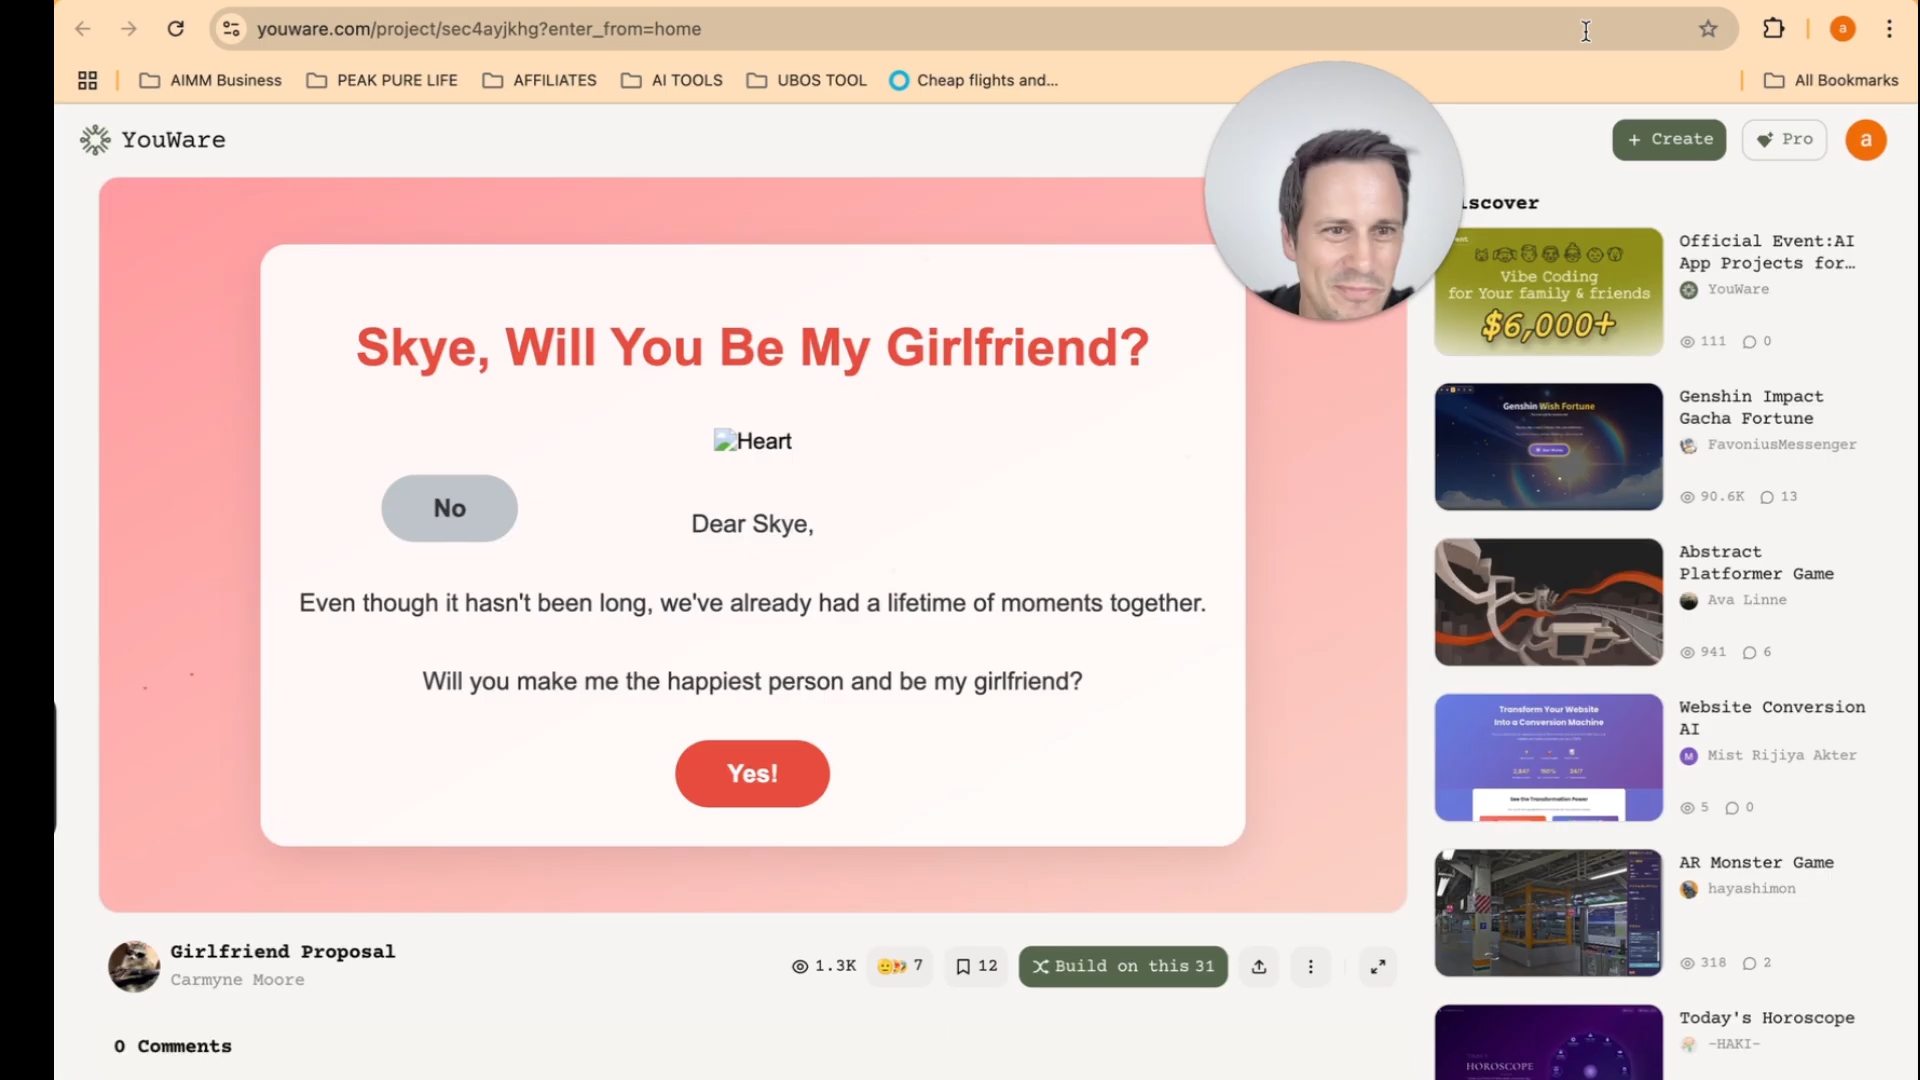 youware.com/project/sec4ayjkhg?enter_from=home
a
AIMM Business
PEAK PURE LIFE
AFFILIATES
AI TOOLS
UBOS TOOL
Cheap flights and...
All Bookmarks
YouWare
+ Create
Pro
a
Skye, Will You Be My Girlfriend?
Heart
No
Dear Skye,
Even though it hasn't been long, we've already had a lifetime of moments together.
Will you make me the happiest person and be my girlfriend?
Yes!
Girlfriend Proposal
Carmyne Moore
1.3K
7
12
Build on this 31
0 Comments
iscover
Vibe Coding
for Your family & friends
$6,000+
Official Event:AI
App Projects for…
YouWare
111
0
Genshin Wish Fortune
Genshin Impact
Gacha Fortune
FavoniusMessenger
90.6K
13
Abstract
Platformer Game
Ava Linne
941
6
Transform Your Website
Into a Conversion Machine
See the Transformation Power
Website Conversion
AI
M
Mist Rijiya Akter
5
0
AR Monster Game
hayashimon
318
2
HOROSCOPE
Today's Horoscope
-HAKI-